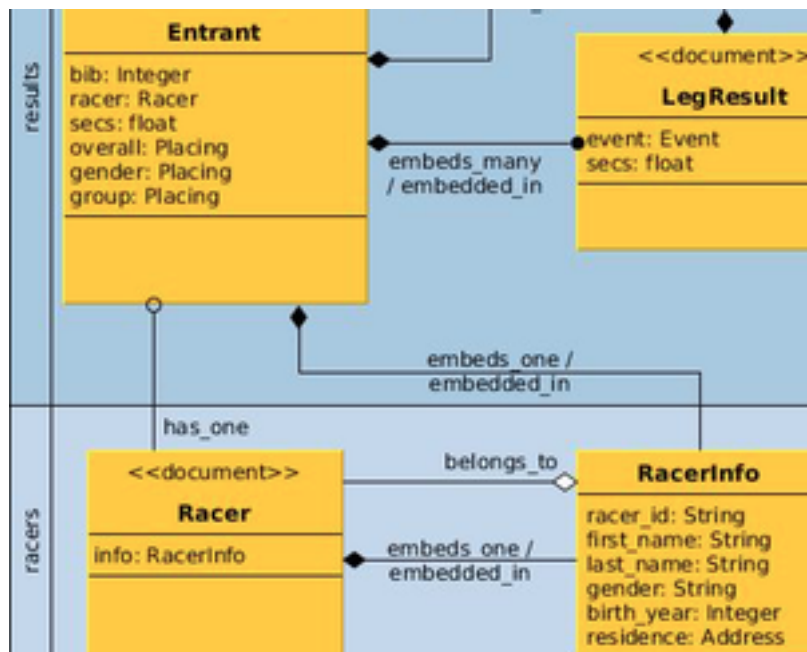 results
Entrant
bib: Integer
racer: Racer
secs: float
overall: Placing
gender: Placing
group: Placing
<<document>>
LegResult
event: Event
secs: float
embeds_many
/ embedded_in
embeds_one /
embedded_in
has_one
racers
<<document>>
Racer
info: RacerInfo
belongs_to
embeds_one /
embedded_in
RacerInfo
racer_id: String
first_name: String
last_name: String
gender: String
birth_year: Integer
residence: Address